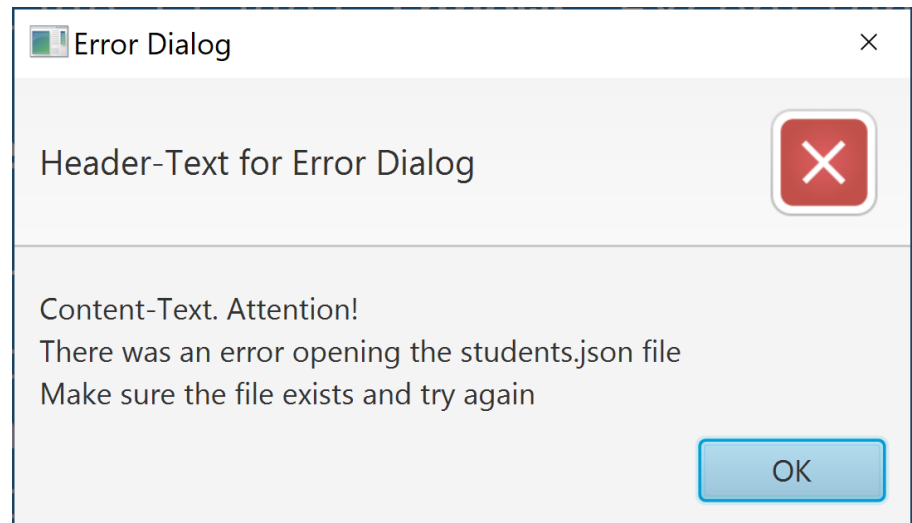 Error Dialog
Header-Text for Error Dialog
Content-Text. Attention!
There was an error opening the students.json file
Make sure the file exists and try again
OK